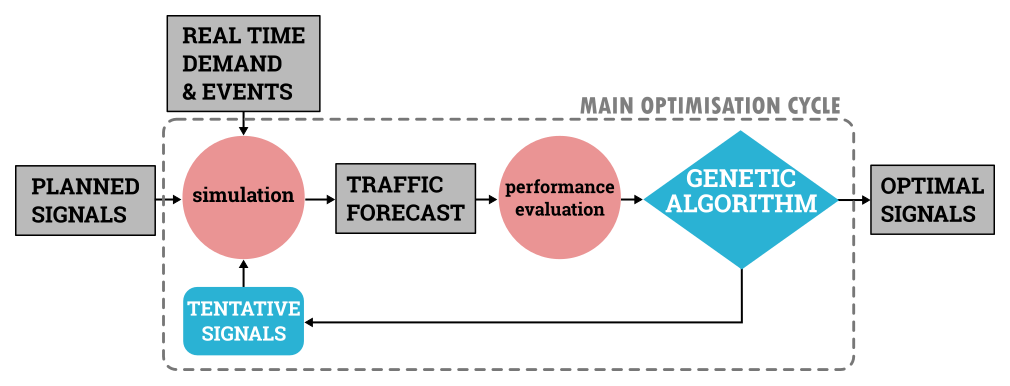 REAL TIME
DEMAND
& EVENTS
MAIN OPTIMISATION CYCLE
PLANNED
SIGNALS
simulation
TRAFFIC
FORECAST
performance
evaluation
GENETIC
ALGORITHM
OPTIMAL
SIGNALS
TENTATIVE
SIGNALS